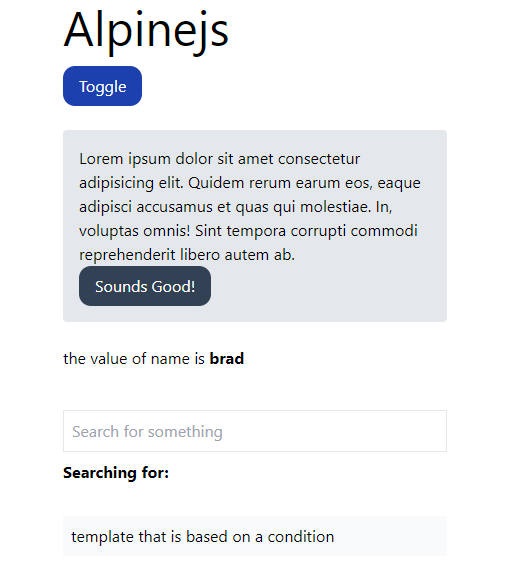 Alpinejs
Toggle
Lorem ipsum dolor sit amet consectetur
adipisicing elit. Quidem rerum earum eos, eaque
adipisci accusamus et quas qui molestiae. In,
voluptas omnis! Sint tempora corrupti commodi
reprehenderit libero autem ab.
Sounds Good!
the value of name is brad
Search for something
Searching for:
template that is based on a condition